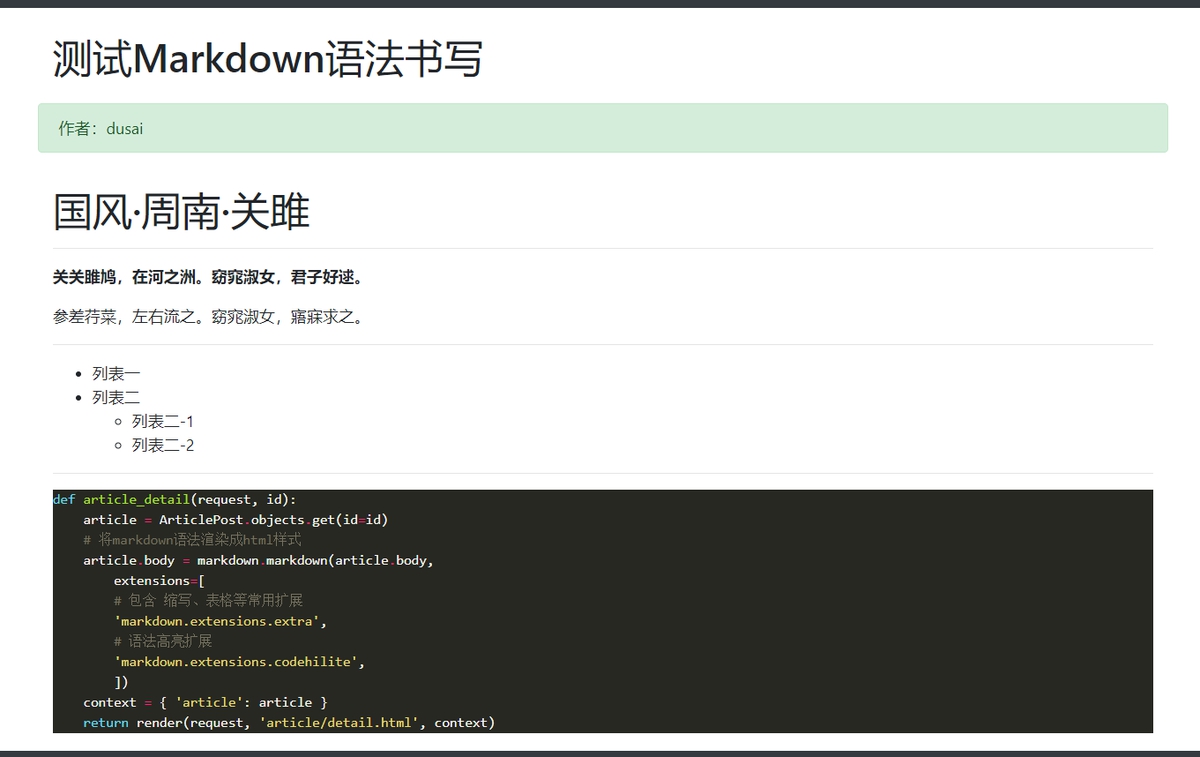 测试Markdown语法书写
作者：dusai
国风·周南·关雎
关关雎鸠，在河之洲。窈窕淑女，君子好逑。
参差荇菜，左右流之。窈窕淑女，寤寐求之。
列表一
列表二
列表二-1
列表二-2
def article_detail(request, id):
    article = ArticlePost.objects.get(id=id)
    # 将markdown语法渲染成html样式
    article.body = markdown.markdown(article.body,
        extensions=[
        # 包含 缩写、表格等常用扩展
        'markdown.extensions.extra',
        # 语法高亮扩展
        'markdown.extensions.codehilite',
        ])
    context = { 'article': article }
    return render(request, 'article/detail.html', context)